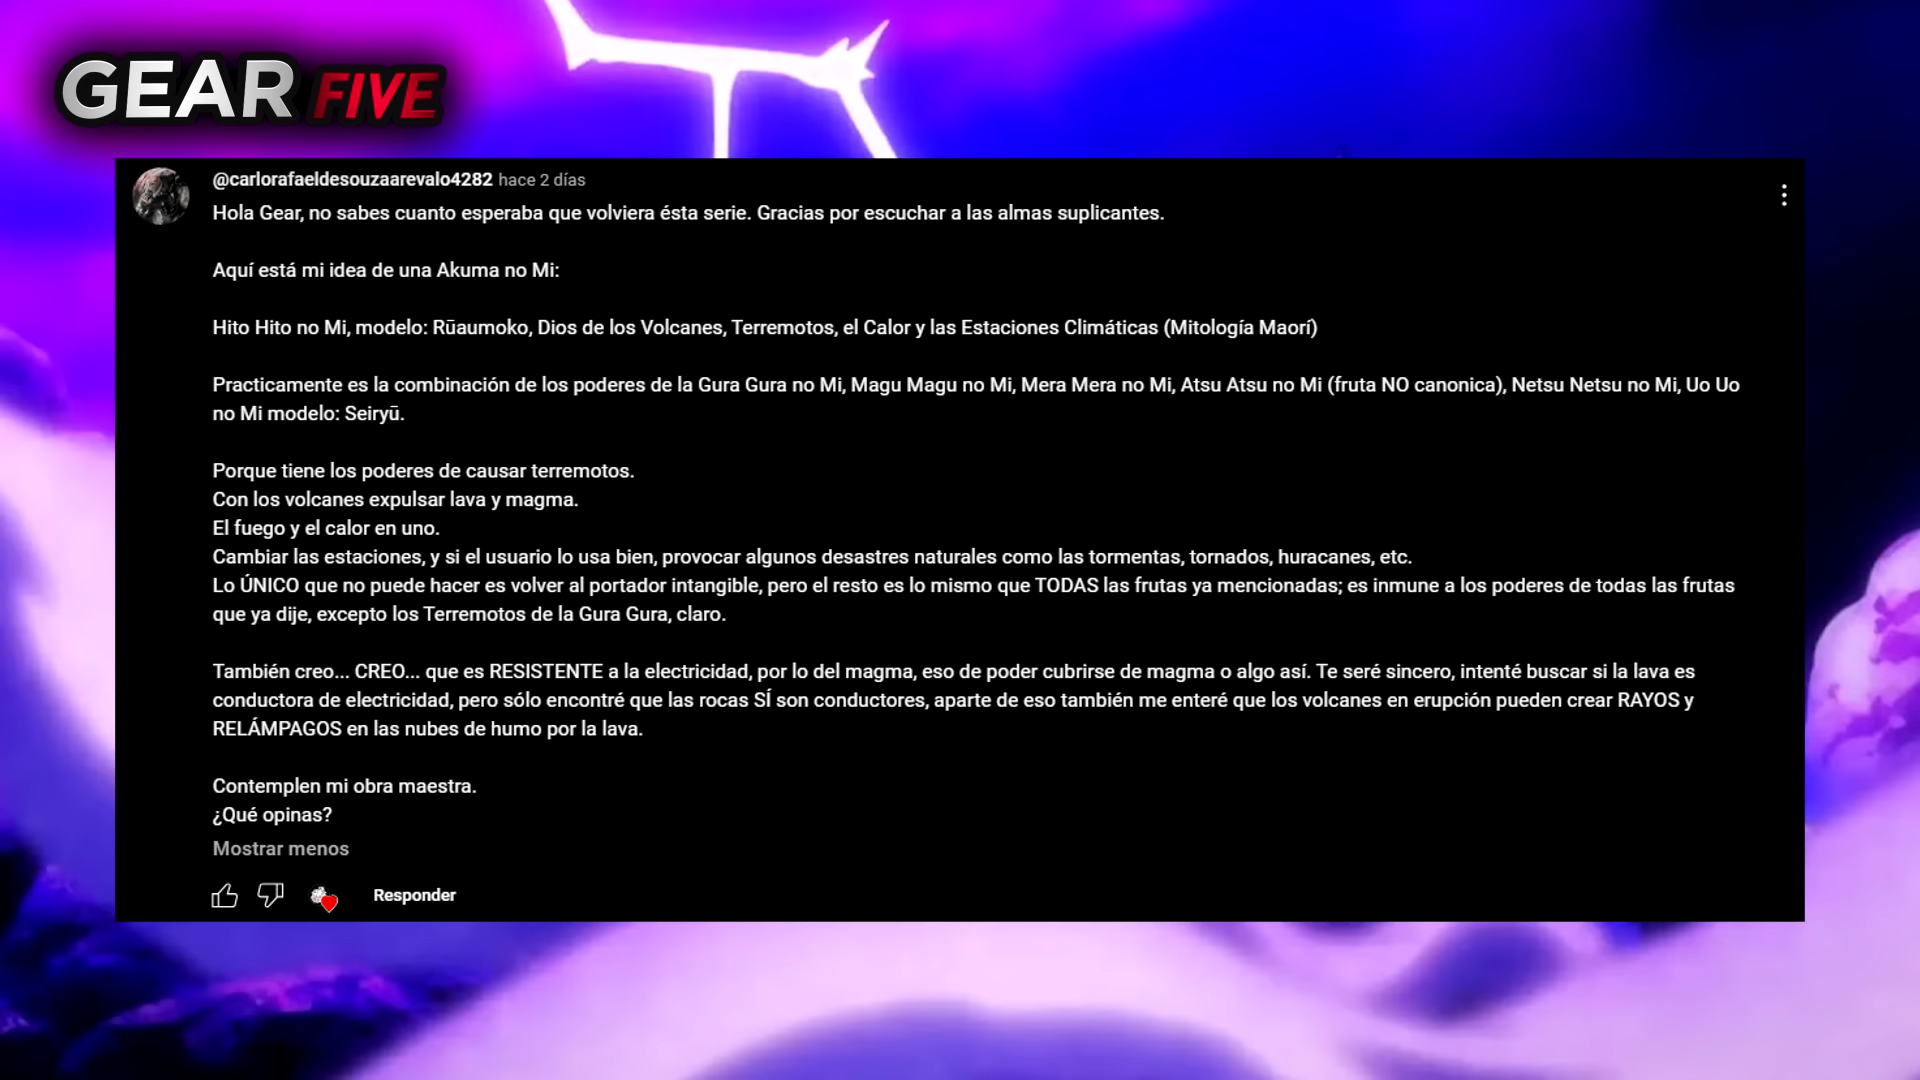 GEAR FIVE
@carlorafaeldesouzaarevalo4282 hace 2 días
Hola Gear, no sabes cuanto esperaba que volviera ésta serie. Gracias por escuchar a las almas suplicantes.
Aquí está mi idea de una Akuma no Mi:
Hito Hito no Mi, modelo: Rūaumoko, Dios de los Volcanes, Terremotos, el Calor y las Estaciones Climáticas (Mitología Maorí)
Practicamente es la combinación de los poderes de la Gura Gura no Mi, Magu Magu no Mi, Mera Mera no Mi, Atsu Atsu no Mi (fruta NO canonica), Netsu Netsu no Mi, Uo Uo
no Mi modelo: Seiryū.
Porque tiene los poderes de causar terremotos.
Con los volcanes expulsar lava y magma.
El fuego y el calor en uno.
Cambiar las estaciones, y si el usuario lo usa bien, provocar algunos desastres naturales como las tormentas, tornados, huracanes, etc.
Lo ÚNICO que no puede hacer es volver al portador intangible, pero el resto es lo mismo que TODAS las frutas ya mencionadas; es inmune a los poderes de todas las frutas
que ya dije, excepto los Terremotos de la Gura Gura, claro.
También creo... CREO... que es RESISTENTE a la electricidad, por lo del magma, eso de poder cubrirse de magma o algo así. Te seré sincero, intenté buscar si la lava es
conductora de electricidad, pero sólo encontré que las rocas SÍ son conductores, aparte de eso también me enteré que los volcanes en erupción pueden crear RAYOS y
RELÁMPAGOS en las nubes de humo por la lava.
Contemplen mi obra maestra.
¿Qué opinas?
Mostrar menos
Responder